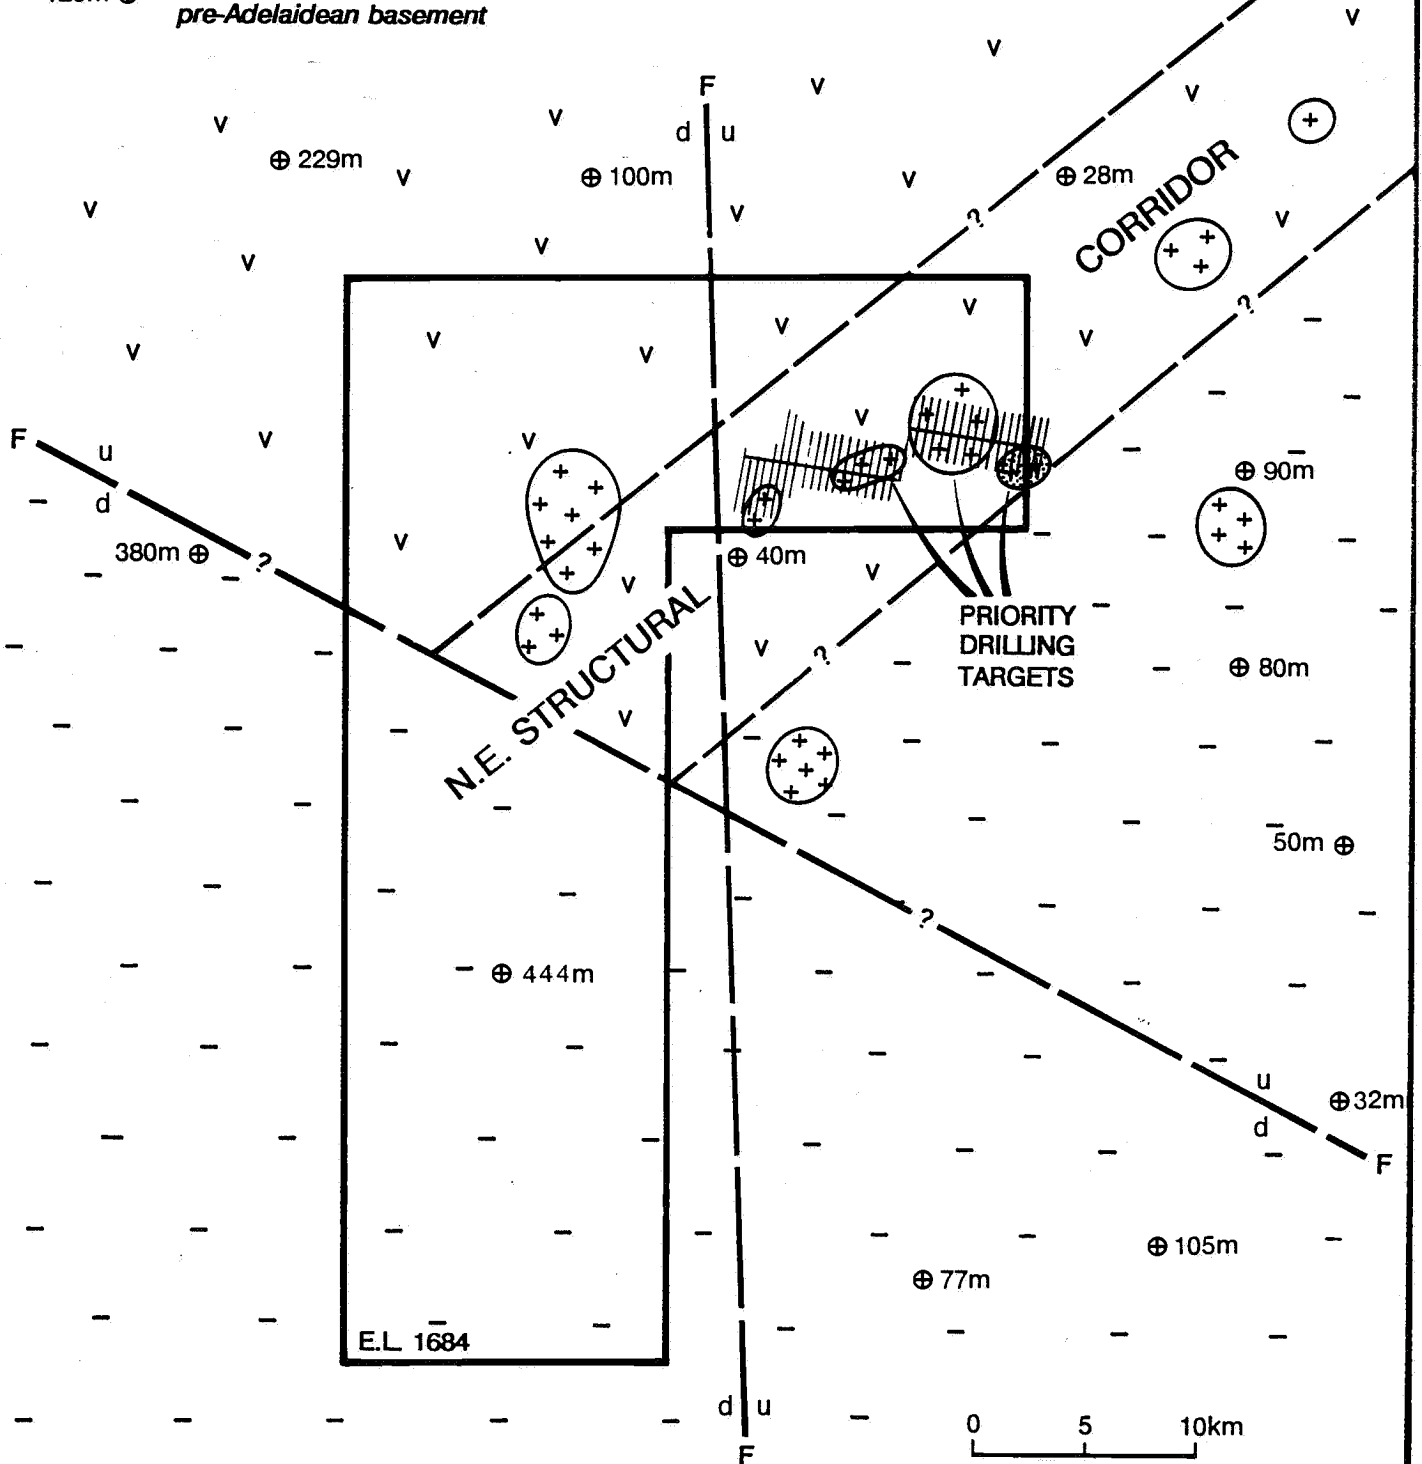 pre-Adelaidean basement
F
d u
229m
100m
28m
CORRIDOR
?
?
F
u
d
380m
?
90m
40m
N.E. STRUCTURAL
?
PRIORITY
DRILLING
TARGETS
80m
50m
?
444m
u
d
32m
F
105m
77m
E.L. 1684
d u
F
0 5 10km